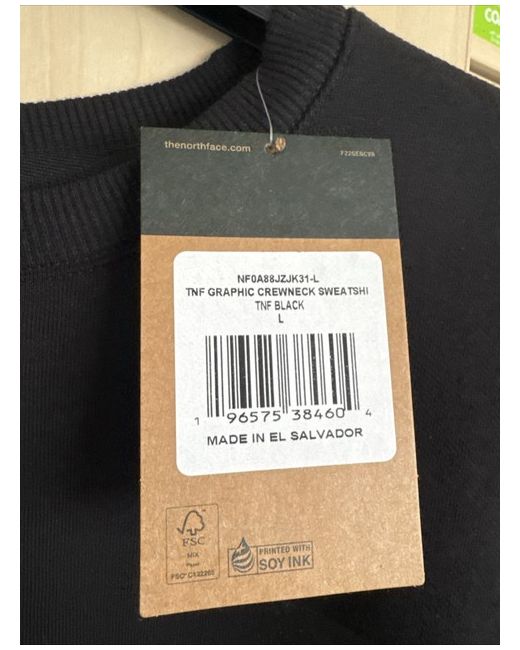 CO
thenorthface.com
NF0A88JZJK31-L
TNF GRAPHIC CREWNECK SWEATSHI
TNF BLACK
L
1 96575 38460 4
MADE IN EL SALVADOR
FSC
MIX
PRINTED WITH
SOY INK